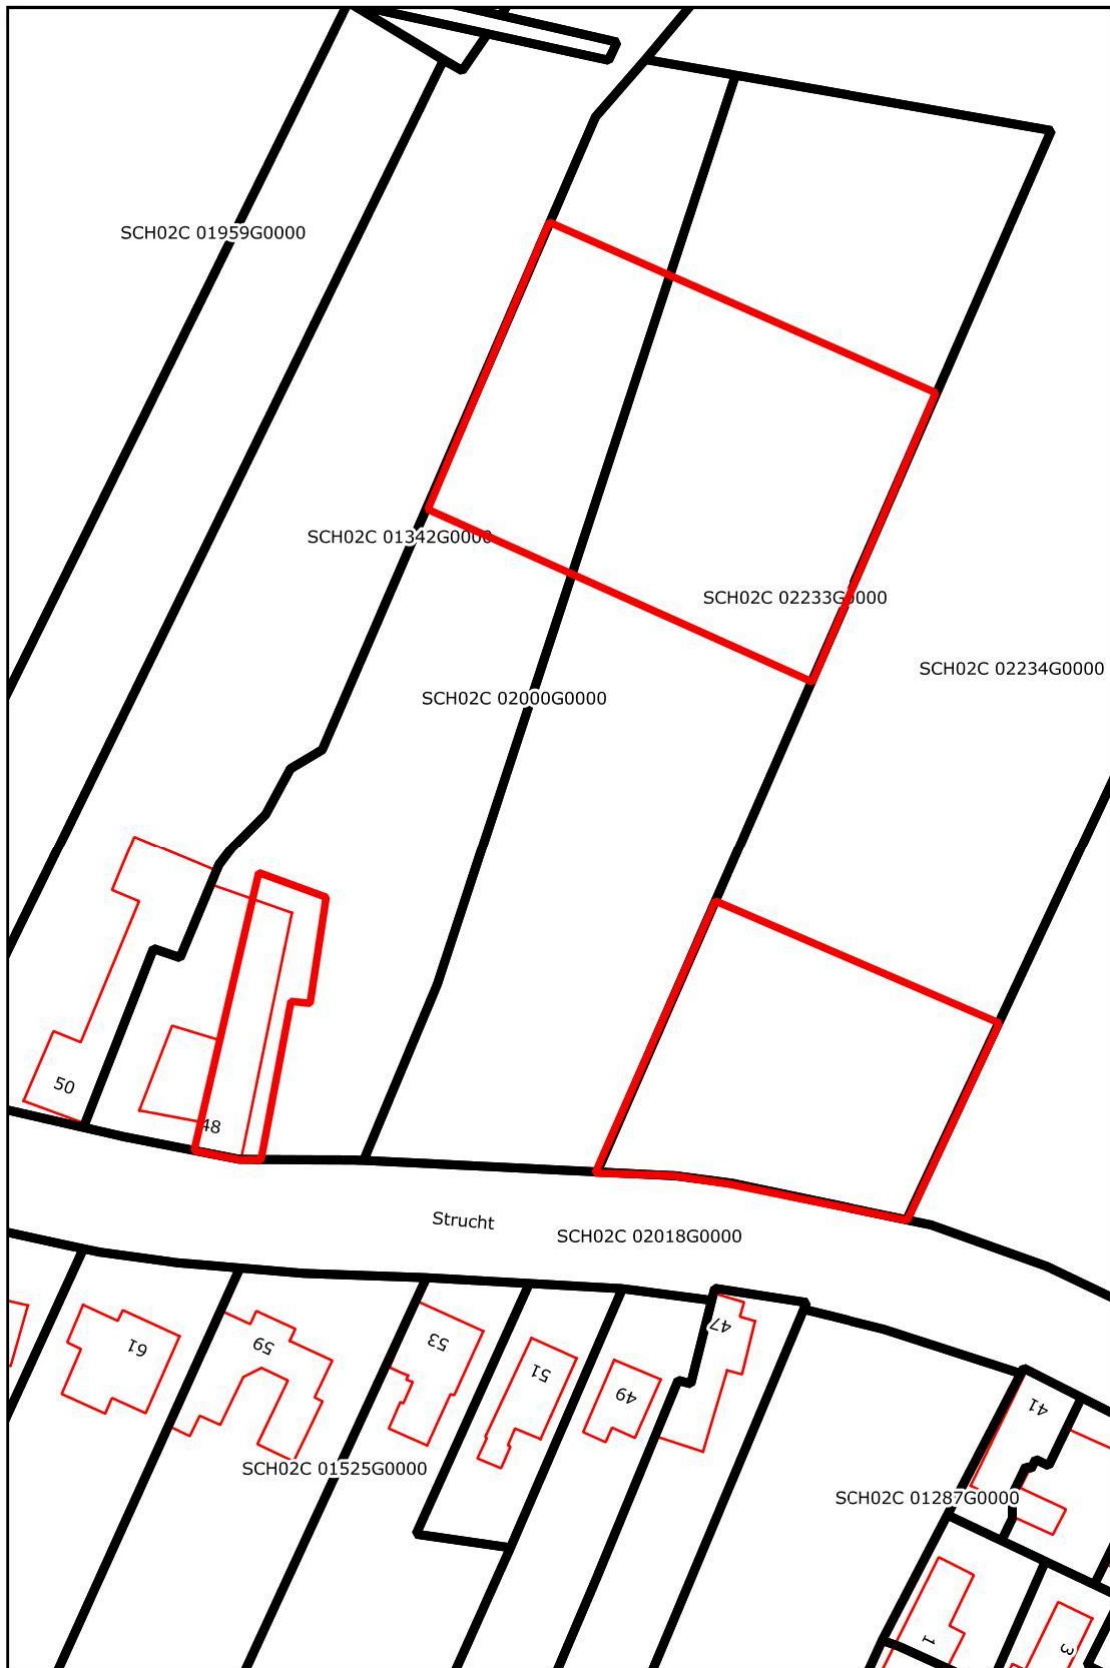 SCH02C 01959G0000
SCH02C 01342G0000
SCH02C 02233G0000
SCH02C 02234G0000
SCH02C 02000G0000
50
48
Strucht
SCH02C 02018G0000
61
59
53
51
49
47
41
SCH02C 01525G0000
SCH02C 01287G0000
1
3